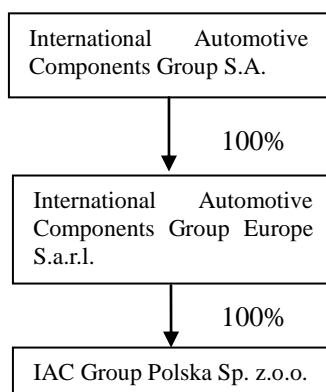 International Automotive
Components Group S.A.
100%
International Automotive
Components Group Europe
S.a.r.l.
100%
IAC Group Polska Sp. z.o.o.